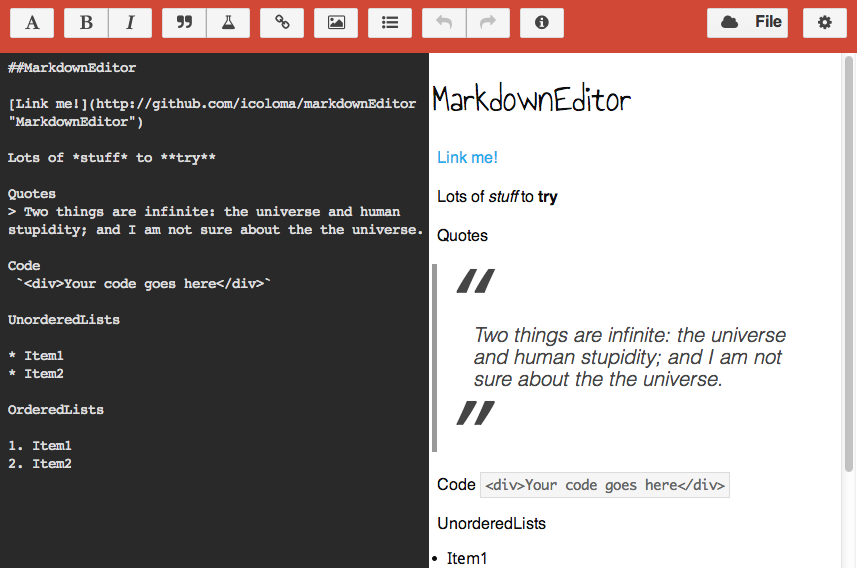 A B I File
##MarkdownEditor
[Link me!](http://github.com/icoloma/markdownEditor
"MarkdownEditor")
Lots of *stuff* to **try**
Quotes
> Two things are infinite: the universe and human
stupidity; and I am not sure about the the universe.
Code
`<div>Your code goes here</div>`
UnorderedLists
* Item1
* Item2
OrderedLists
1. Item1
2. Item2
MarkdownEditor
Link me!
Lots of stuff to try
Quotes
“
Two things are infinite: the universe
and human stupidity; and I am not
sure about the the universe.
”
Code <div>Your code goes here</div>
UnorderedLists
• Item1